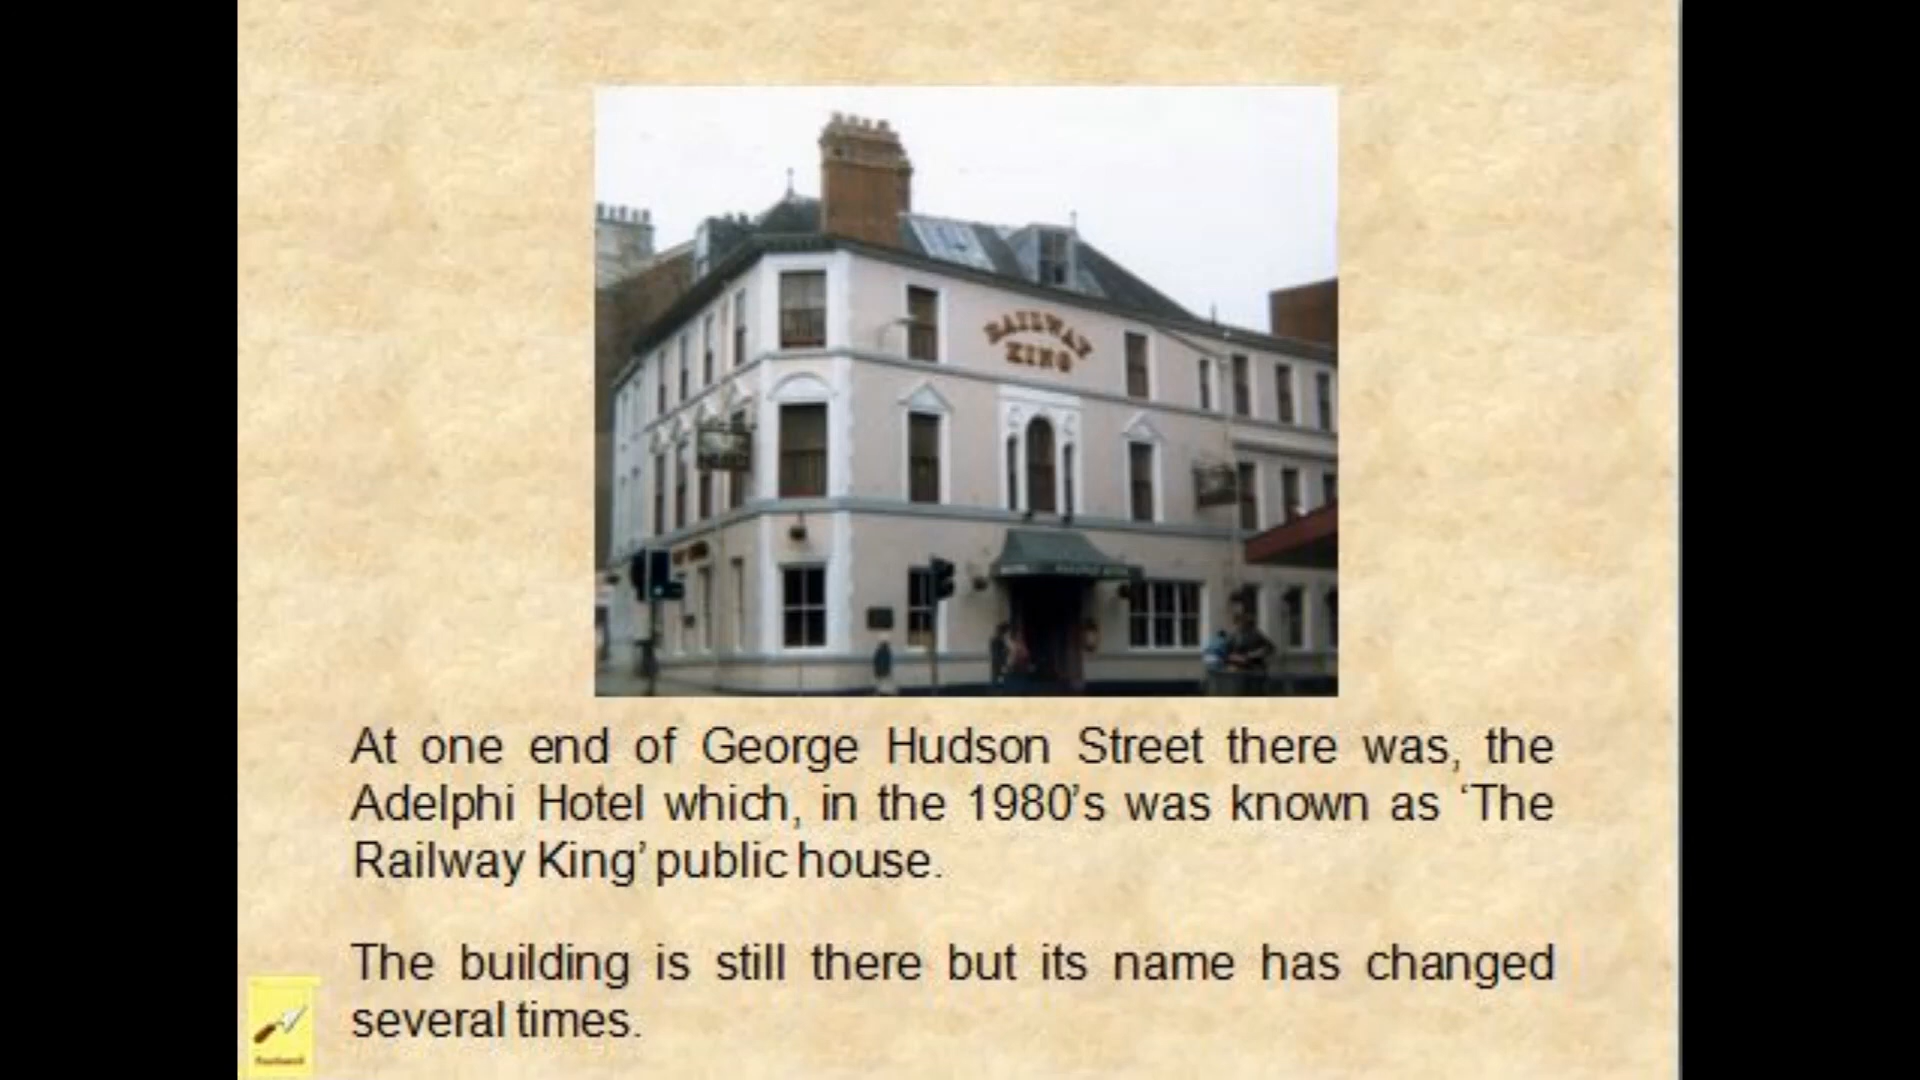 RAILWAY
KING
At one end of George Hudson Street there was, the
Adelphi Hotel which, in the 1980’s was known as ‘The
Railway King’ public house.
The building is still there but its name has changed
several times.